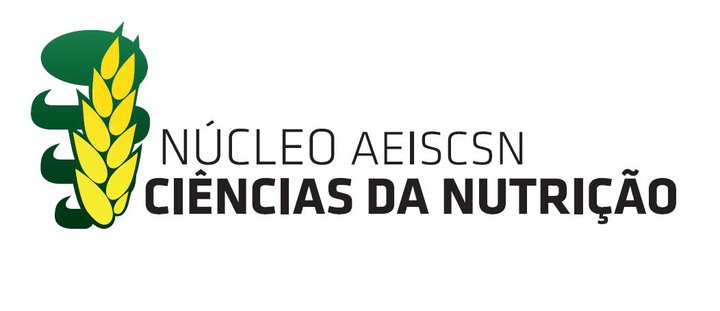 NÚCLEO AEISCSN
CIÊNCIAS DA NUTRIÇÃO